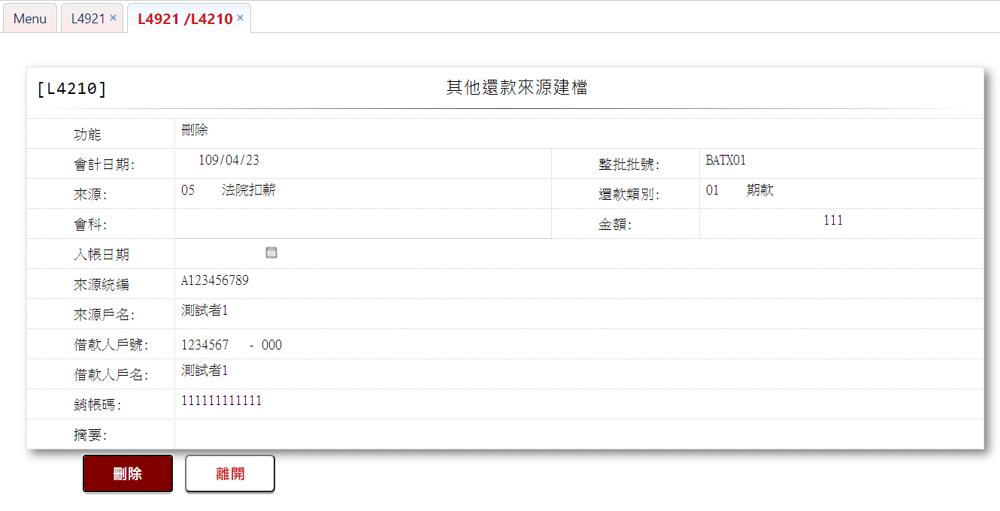 Menu L4921 × L4921 /L4210 ×
[L4210] 其他還款來源建檔
功能 刪除
會計日期: 109/04/23 整批批號: BATX01
來源: 05 法院扣薪 還款類別: 01 期款
會科: 金額: 111
入帳日期
來源統編 A123456789
來源戶名: 測試者1
借款人戶號: 1234567 - 000
借款人戶名: 測試者1
銷帳碼: 111111111111
摘要:
刪除 離開